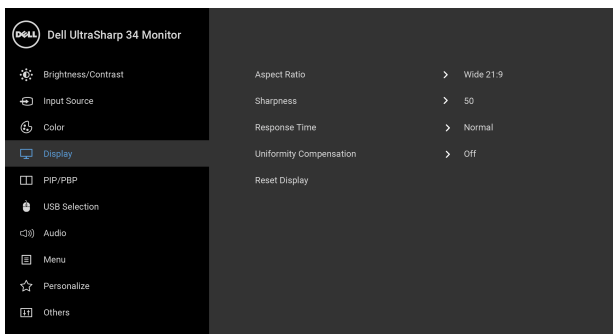 DELL Dell UltraSharp 34 Monitor
Brightness/Contrast
Input Source
Color
Display
PIP/PBP
USB Selection
Audio
Menu
Personalize
Others
Aspect Ratio > Wide 21:9
Sharpness > 50
Response Time > Normal
Uniformity Compensation > Off
Reset Display